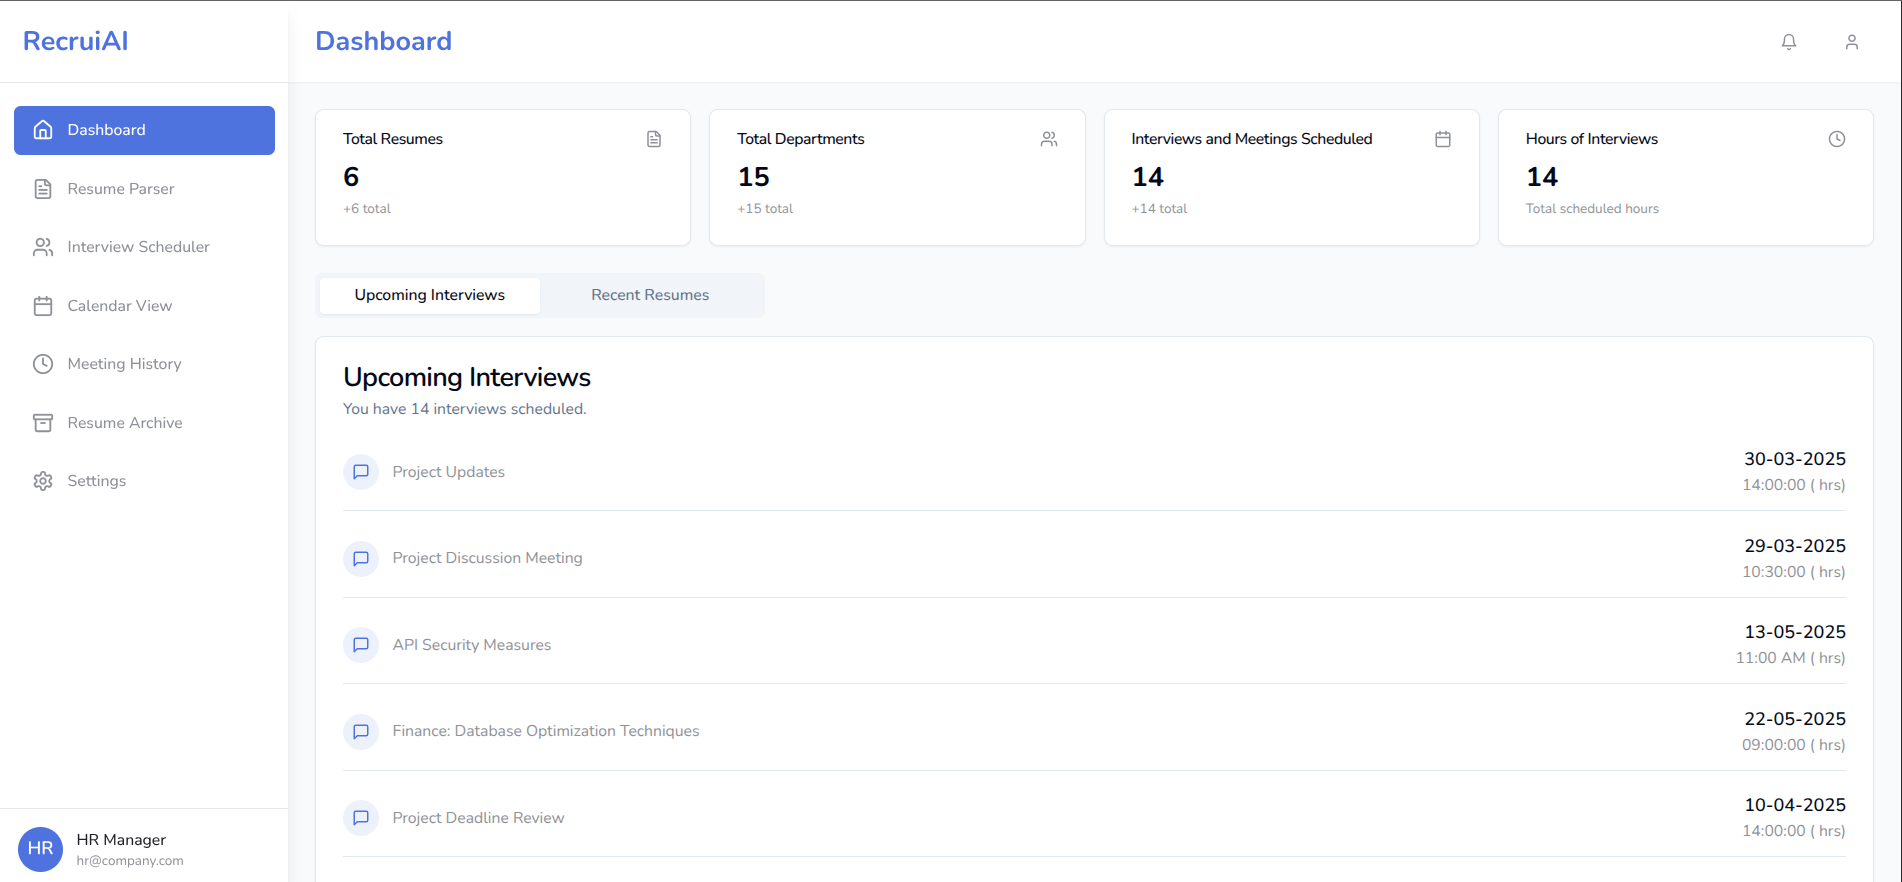 RecruiAI
Dashboard
Dashboard
Resume Parser
Interview Scheduler
Calendar View
Meeting History
Resume Archive
Settings
HR
HR Manager
hr@company.com
Total Resumes
6
+6 total
Total Departments
15
+15 total
Interviews and Meetings Scheduled
14
+14 total
Hours of Interviews
14
Total scheduled hours
Upcoming Interviews
Recent Resumes
Upcoming Interviews
You have 14 interviews scheduled.
Project Updates
30-03-2025
14:00:00 ( hrs)
Project Discussion Meeting
29-03-2025
10:30:00 ( hrs)
API Security Measures
13-05-2025
11:00 AM ( hrs)
Finance: Database Optimization Techniques
22-05-2025
09:00:00 ( hrs)
Project Deadline Review
10-04-2025
14:00:00 ( hrs)